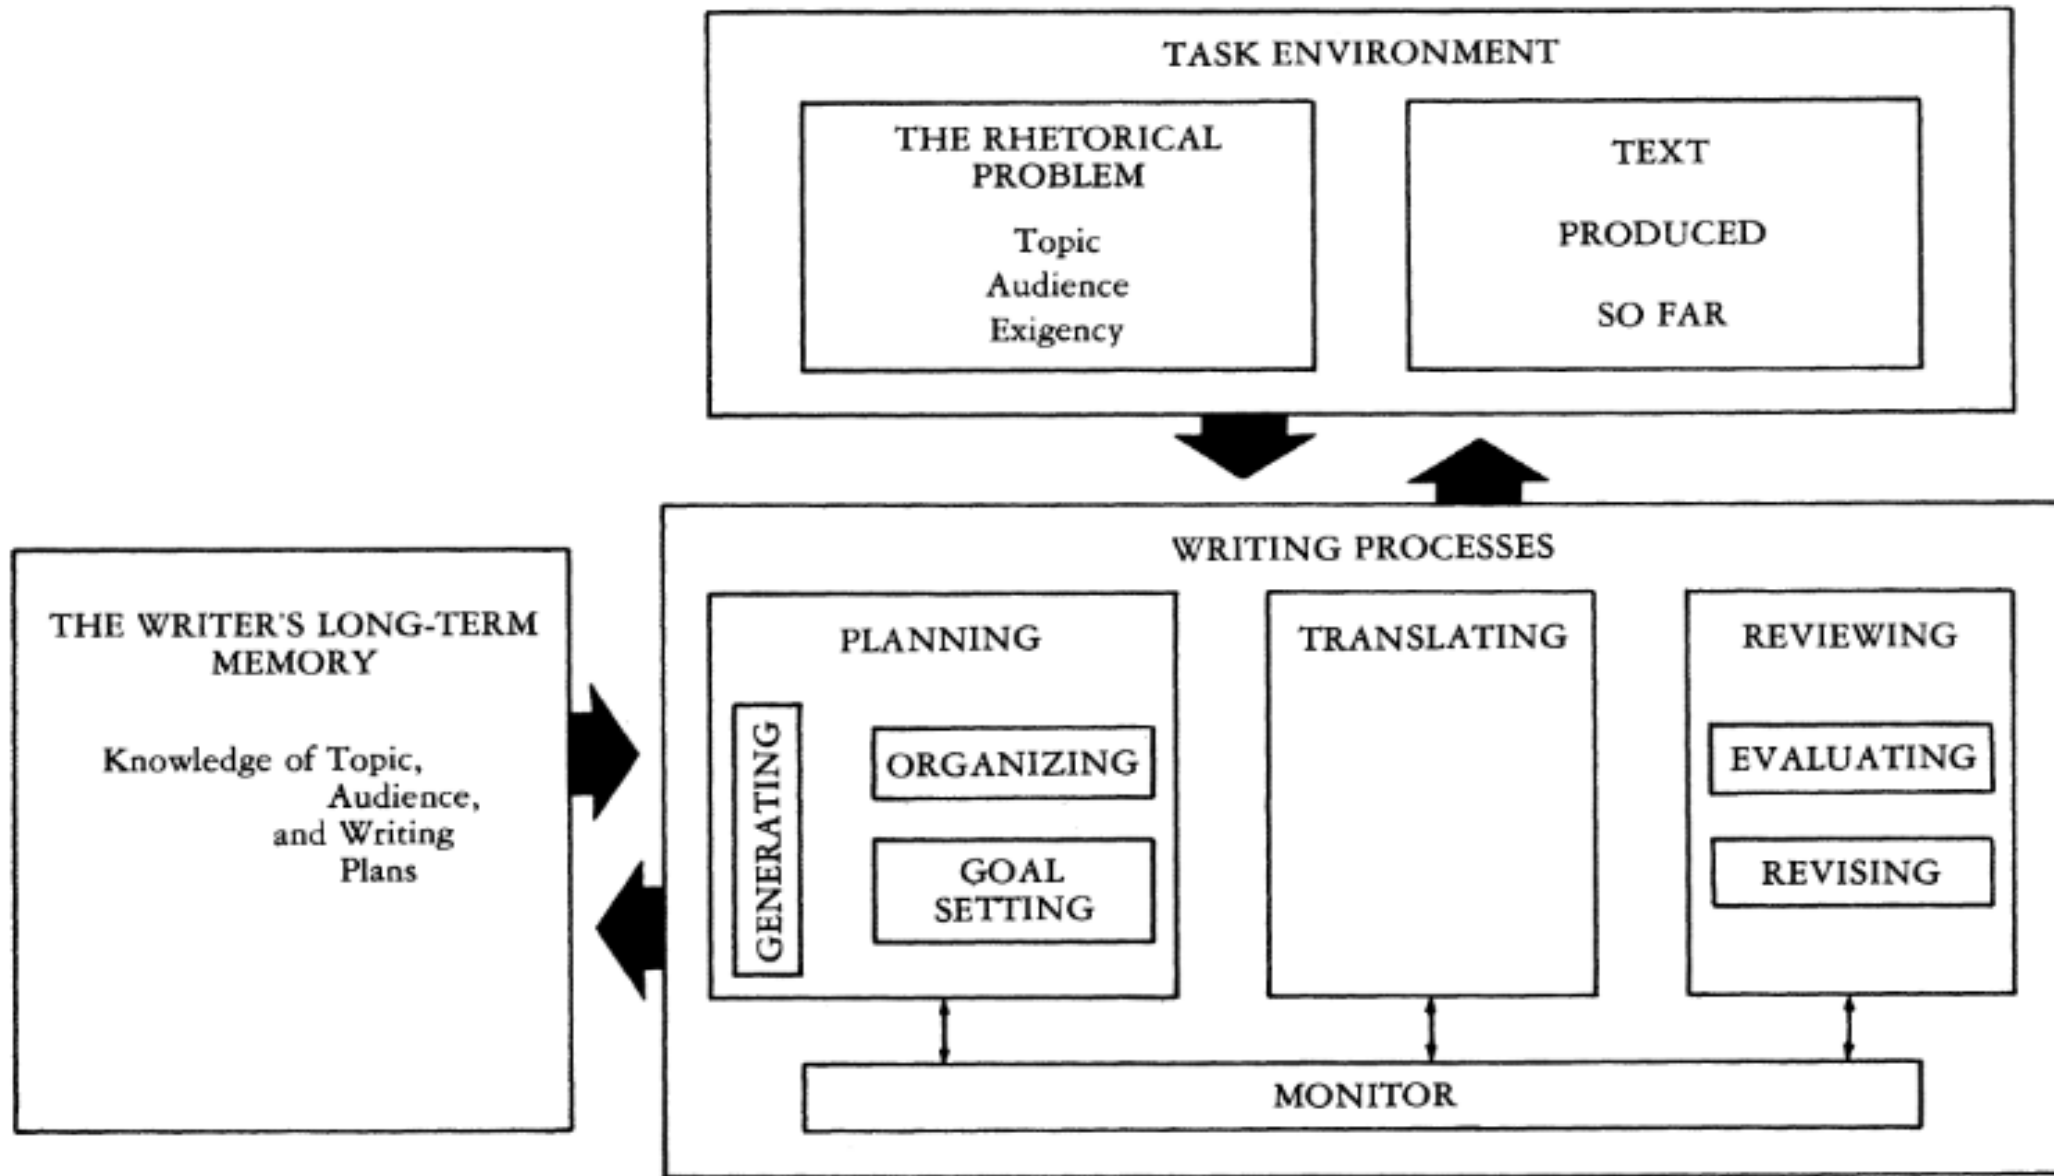 TASK ENVIRONMENT
THE RHETORICAL
PROBLEM
Topic
Audience
Exigency
TEXT
PRODUCED
SO FAR
THE WRITER'S LONG-TERM
MEMORY
Knowledge of Topic,
Audience,
and Writing
Plans
WRITING PROCESSES
PLANNING
GENERATING
ORGANIZING
GOAL
SETTING
TRANSLATING
REVIEWING
EVALUATING
REVISING
MONITOR